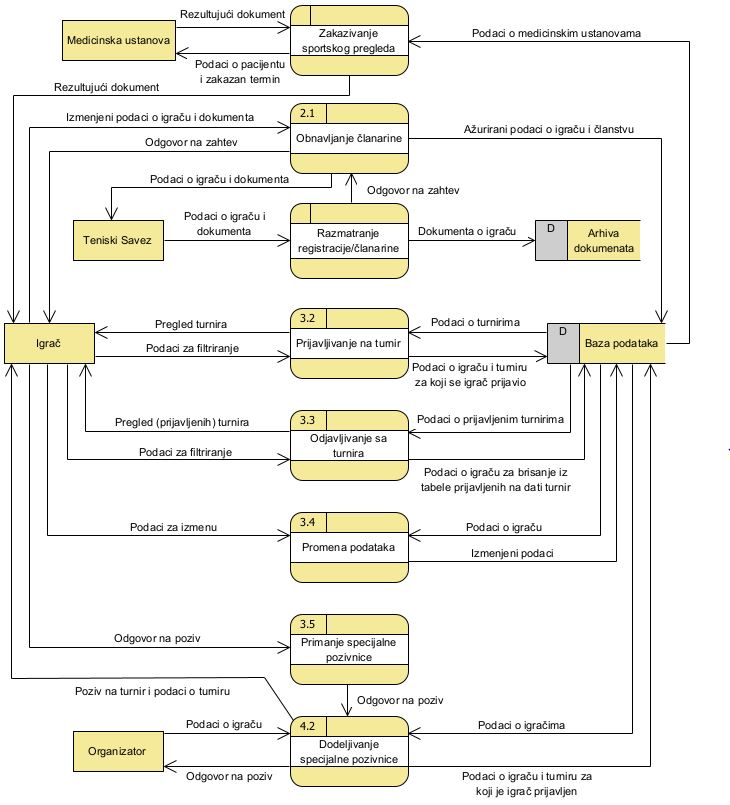 Rezultujući dokument
Medicinska ustanova
Zakazivanje
sportskog pregleda
Podaci o medicinskim ustanovama
Podaci o pacijentu
i zakazan termin
Rezultujući dokument
2.1
Izmenjeni podaci o igraču i dokumenta
Obnavljanje članarine
Ažurirani podaci o igraču i članstvu
Odgovor na zahtev
Podaci o igraču i dokumenta
Odgovor na zahtev
Teniski Savez
Podaci o igraču i
dokumenta
Razmatranje
registracije/članarine
Dokumenta o igraču
D
Arhiva
dokumenata
3.2
Igrač
Pregled turnira
Prijavljivanje na turnir
Podaci o turnirima
D
Baza podataka
Podaci za filtriranje
Podaci o igraču i turniru
za koji se igrač prijavio
3.3
Pregled (prijavljenih) turnira
Odjavljivanje sa
turnira
Podaci o prijavljenim turnirima
Podaci za filtriranje
Podaci o igraču za brisanje iz
tabele prijavljenih na dati turnir
3.4
Podaci za izmenu
Promena podataka
Podaci o igraču
Izmenjeni podaci
3.5
Odgovor na poziv
Primanje specijalne
pozivnice
Poziv na turnir i podaci o turniru
Odgovor na poziv
4.2
Organizator
Podaci o igraču
Dodeljivanje
specijalne pozivnice
Podaci o igračima
Odgovor na poziv
Podaci o igraču i turniru za
koji je igrač prijavljen